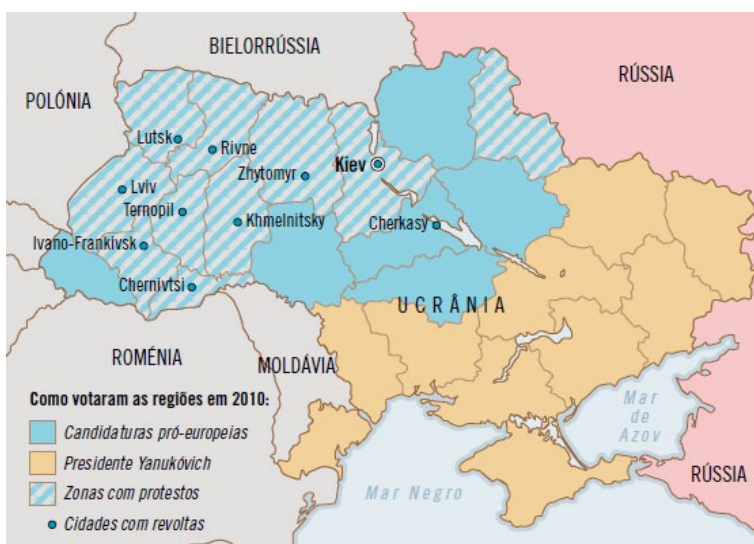 BIELORRÚSSIA
RÚSSIA
POLÓNIA
Lutsk
Rivne
Kiev
Zhytomyr
Lviv
Ternopil
Khmelnitsky
Cherkasy
Ivano-Frankivsk
Chernivtsi
UCRÂNIA
ROMÉNIA
MOLDÁVIA
Como votaram as regiões em 2010:
Candidaturas pró-europeias
Presidente Yanukóvich
Zonas com protestos
Cidades com revoltas
Mar
de
Azov
Mar Negro
RÚSSIA